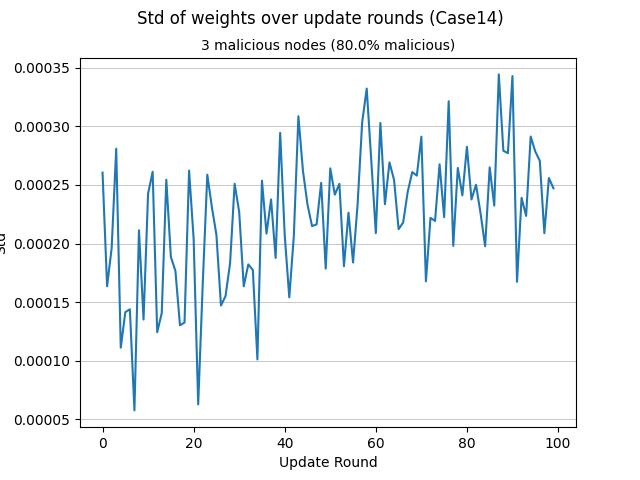 Std of weights over update rounds (Case14)
3 malicious nodes (80.0% malicious)
0.00035
0.00030
0.00025
0.00020
Std
0.00015
0.00010
0.00005
0 20 40 60 80 100
Update Round